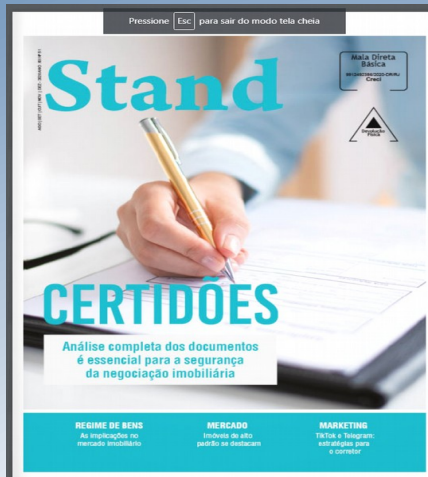 Pressione Esc para sair do modo tela cheia
Stand
Mala Direta
Básica
Creci
Devolução
Física
CERTIDÕES
Análise completa dos documentos
é essencial para a segurança
da negociação imobiliária
REGIME DE BENS
As implicações no
mercado imobiliário
MERCADO
Imóveis de alto
padrão se destacam
MARKETING
TikTok e Telegram:
estratégias para
o corretor